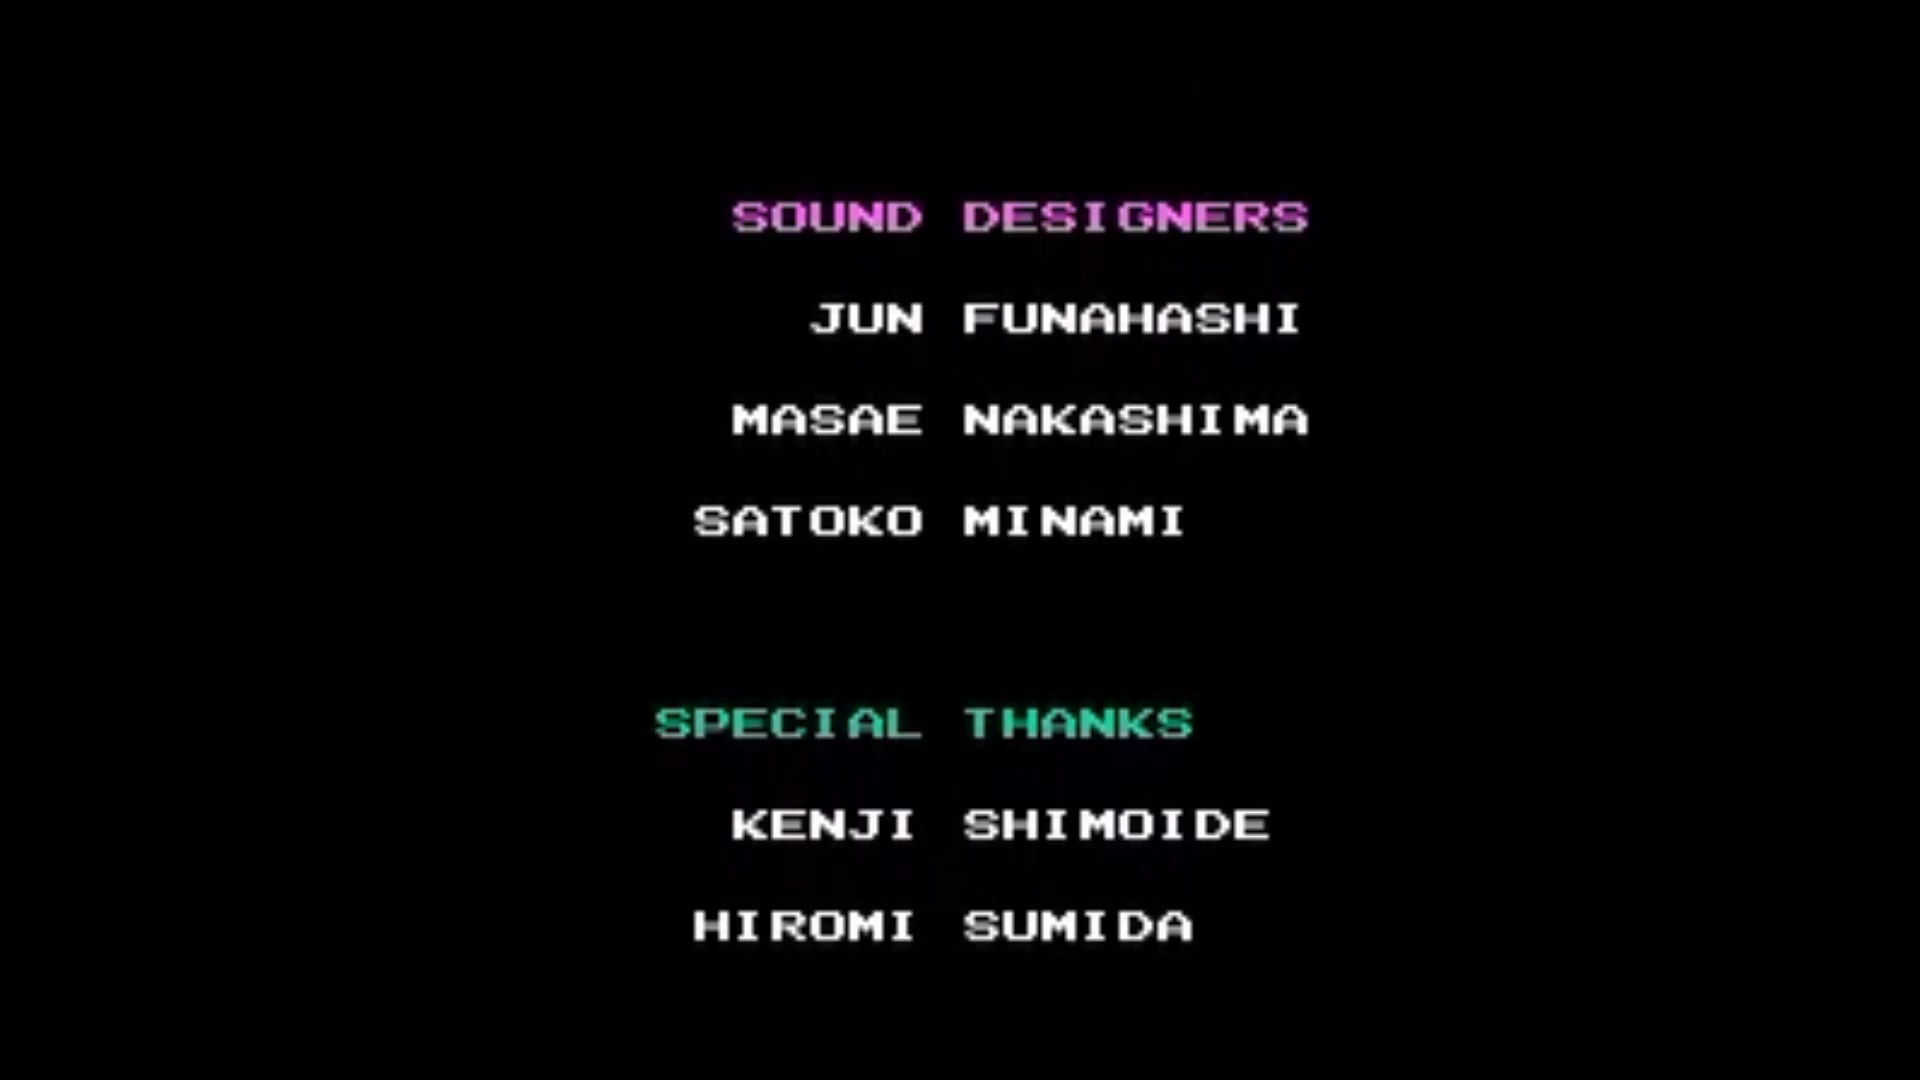 SOUND DESIGNERS
JUN FUNAHASHI
MASAE NAKASHIMA
SATOKO MINAMI
SPECIAL THANKS
KENJI SHIMOIDE
HIROMI SUMIDA